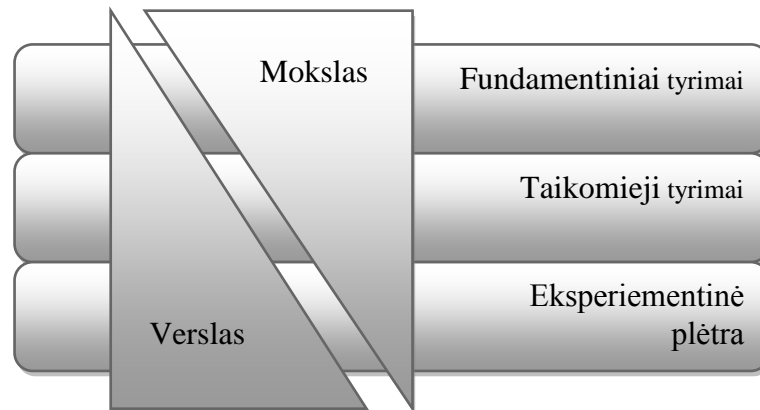 Mokslas
Fundamentiniai tyrimai
Taikomieji tyrimai
Eksperiementinė
plėtra
Verslas